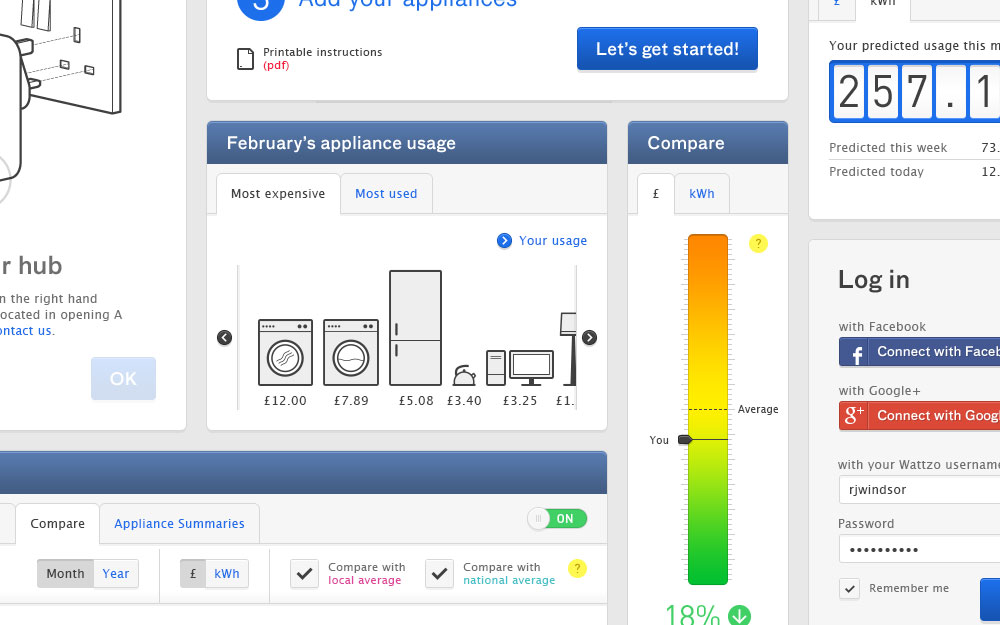 3
Add your appliances
Printable instructions
(pdf)
Let's get started!
£
kWh
Your predicted usage this m
257.1
Predicted this week 73.
Predicted today 12.
February's appliance usage
Most expensive
Most used
Your usage
£12.00
£7.89
£5.08
£3.40
£3.25
£1.
Compare
£
kWh
?
Average
You
18%
r hub
n the right hand
ocated in opening A
ontact us.
OK
Log in
with Facebook
f Connect with Faceb
with Google+
g+ Connect with Googl
with your Wattzo username
rjwindsor
Password
••••••••••
Remember me
Compare
Appliance Summaries
ON
Month
Year
£
kWh
Compare with
local average
Compare with
national average
?